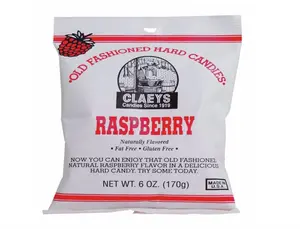 OLD FASHIONED HARD CANDIES
CLAEYS
Candies Since 1919
RASPBERRY
Naturally Flavored
• Fat Free • Gluten Free •
NOW YOU CAN ENJOY THAT OLD FASHIONED
NATURAL RASPBERRY FLAVOR IN A DELICIOUS
HARD CANDY. TRY SOME TODAY.
NET WT. 6 OZ. (170g)
MADE IN
U.S.A.